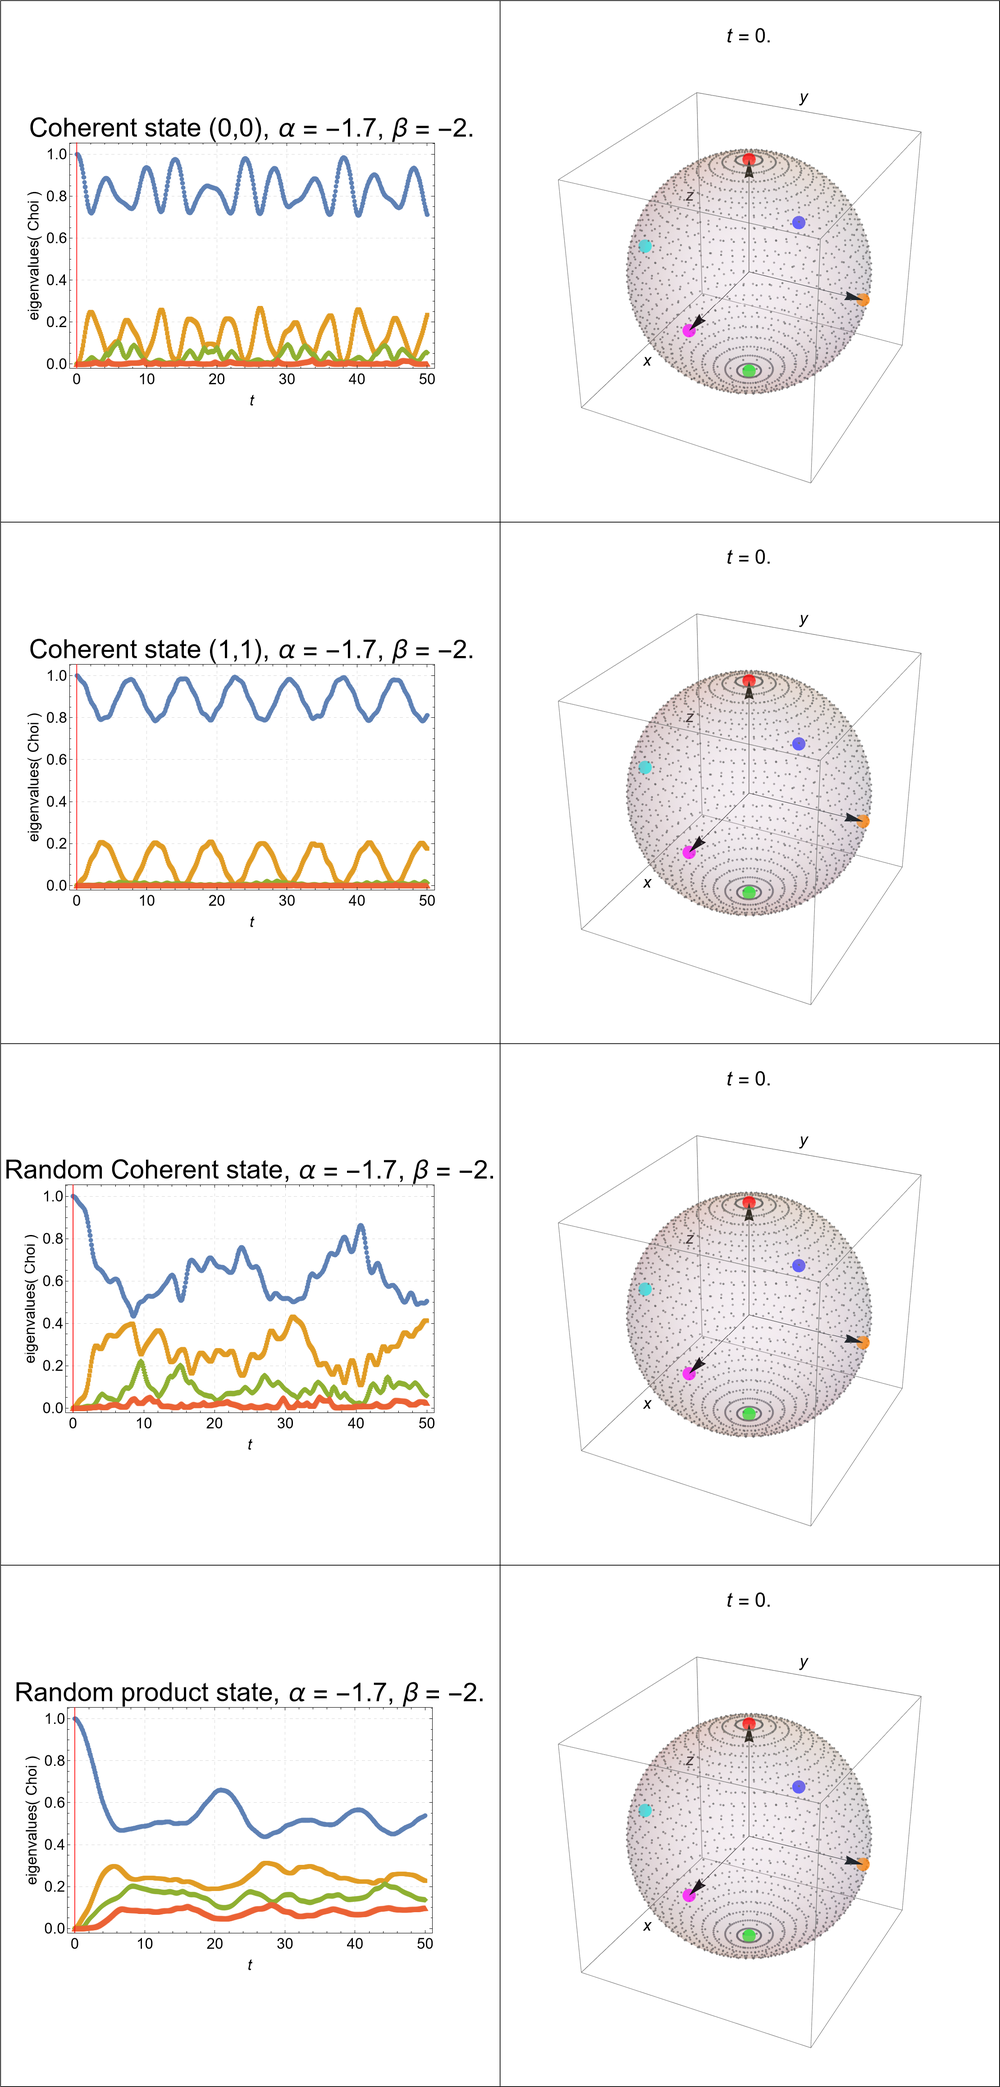 t = 0.
Coherent state (0,0), α = −1.7, β = −2.
y
1.0
0.8
z
0.6
0.4
0.2
0.0
eigenvalues( Choi )
x
0 10 20 30 40 50
t
t = 0.
Coherent state (1,1), α = −1.7, β = −2.
y
1.0
0.8
z
0.6
0.4
0.2
0.0
eigenvalues( Choi )
x
0 10 20 30 40 50
t
t = 0.
Random Coherent state, α = −1.7, β = −2.
y
1.0
0.8
z
0.6
0.4
0.2
0.0
eigenvalues( Choi )
x
0 10 20 30 40 50
t
t = 0.
Random product state, α = −1.7, β = −2.
y
1.0
0.8
z
0.6
0.4
0.2
0.0
eigenvalues( Choi )
x
0 10 20 30 40 50
t